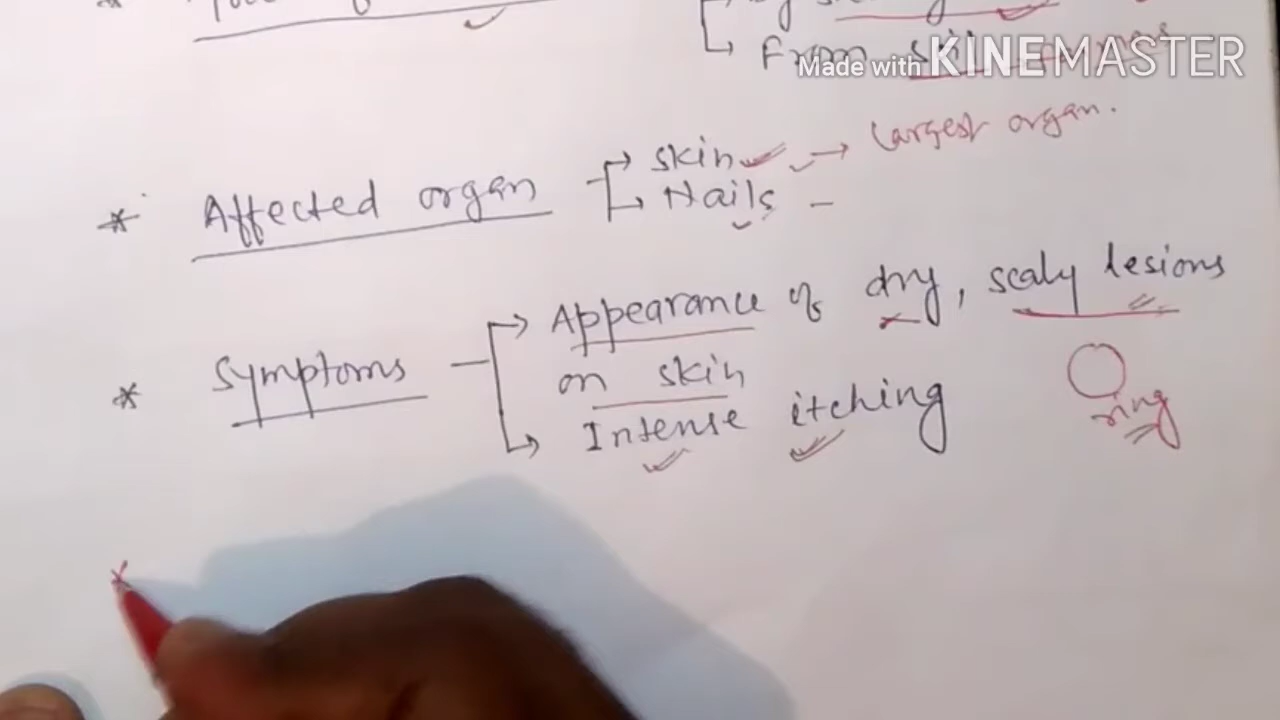 From
Made with KINEMASTER
* Affected organ → skin → Largest organ.
→ Nails -
* Symptoms → Appearance of dry, scaly lesions
on skin
→ Intense itching
ring